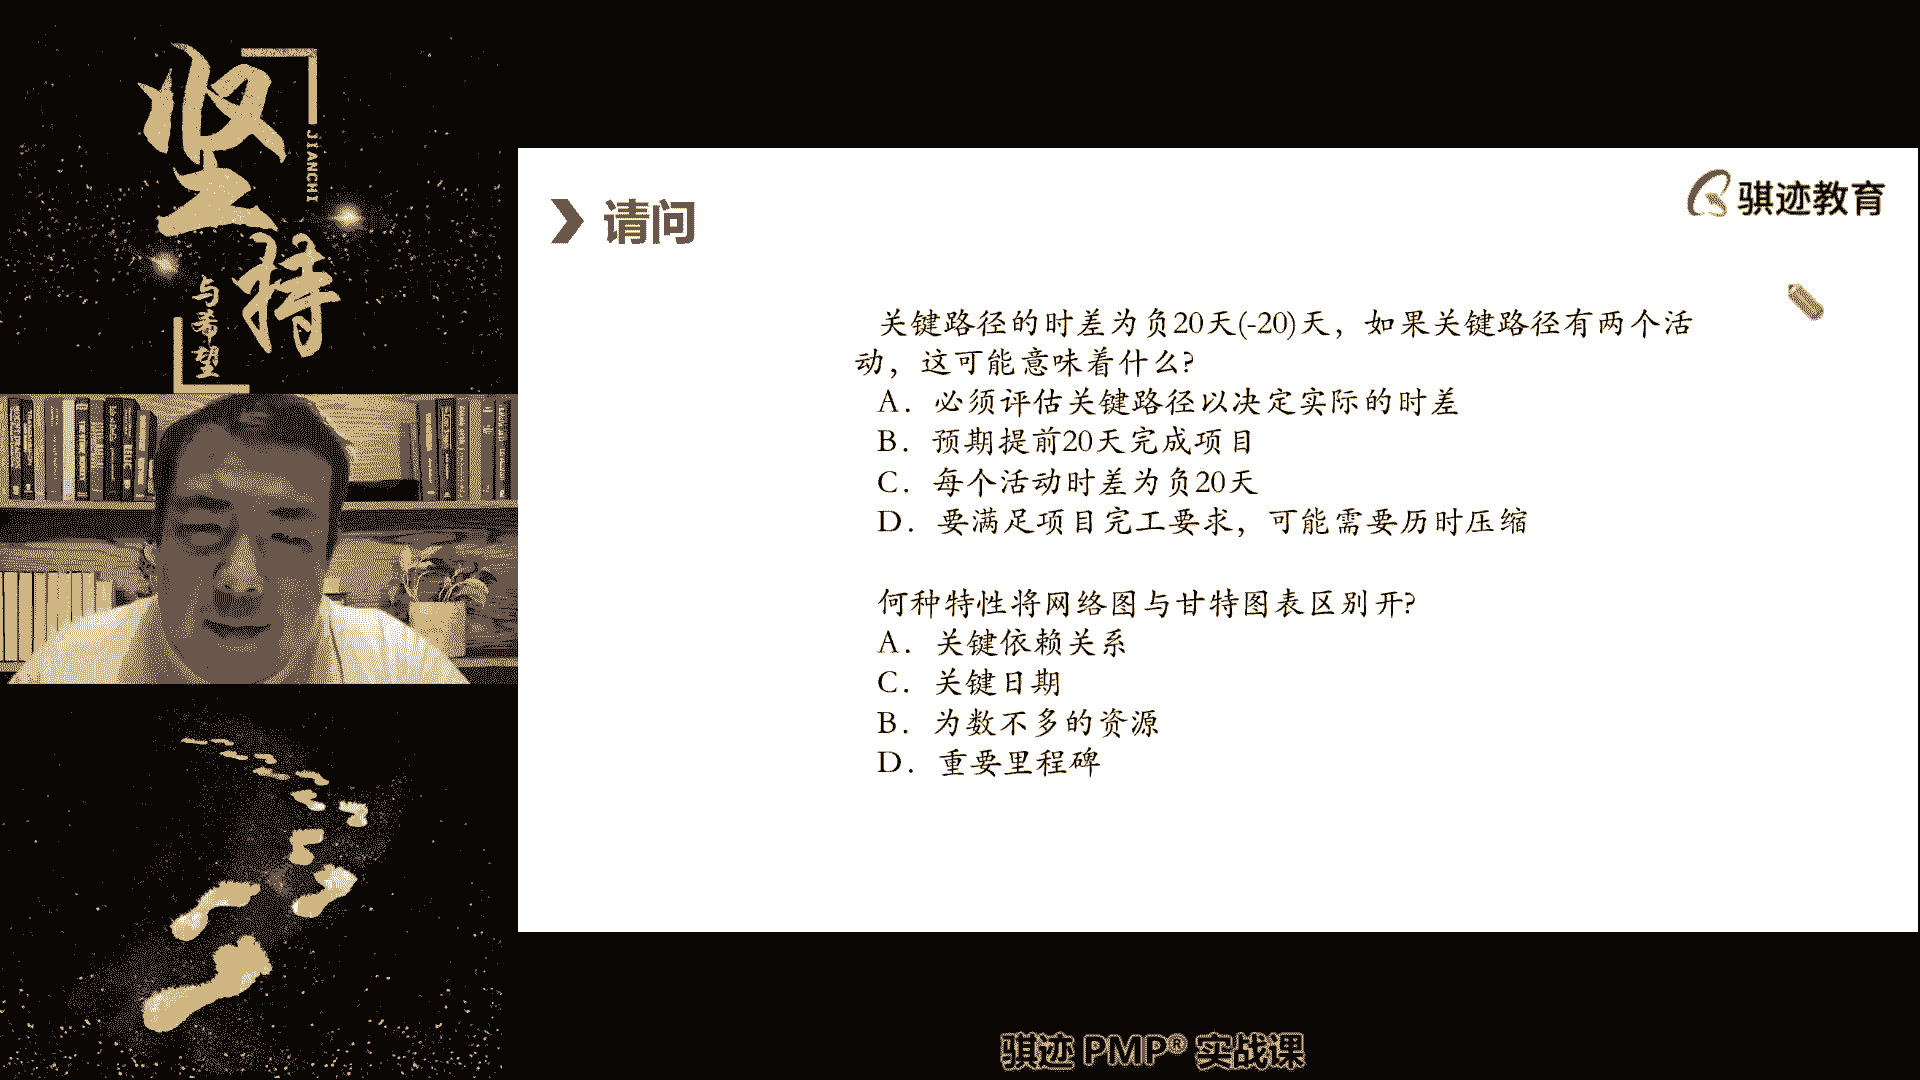 坚
持
JIANCHI
与希望
请问
骐迹教育
关键路径的时差为负20天(-20)天，如果关键路径有两个活
动，这可能意味着什么?
A．必须评估关键路径以决定实际的时差
B．预期提前20天完成项目
C．每个活动时差为负20天
D．要满足项目完工要求，可能需要历时压缩
何种特性将网络图与甘特图表区别开?
A．关键依赖关系
C．关键日期
B．为数不多的资源
D．重要里程碑
骐迹 PMP® 实战课